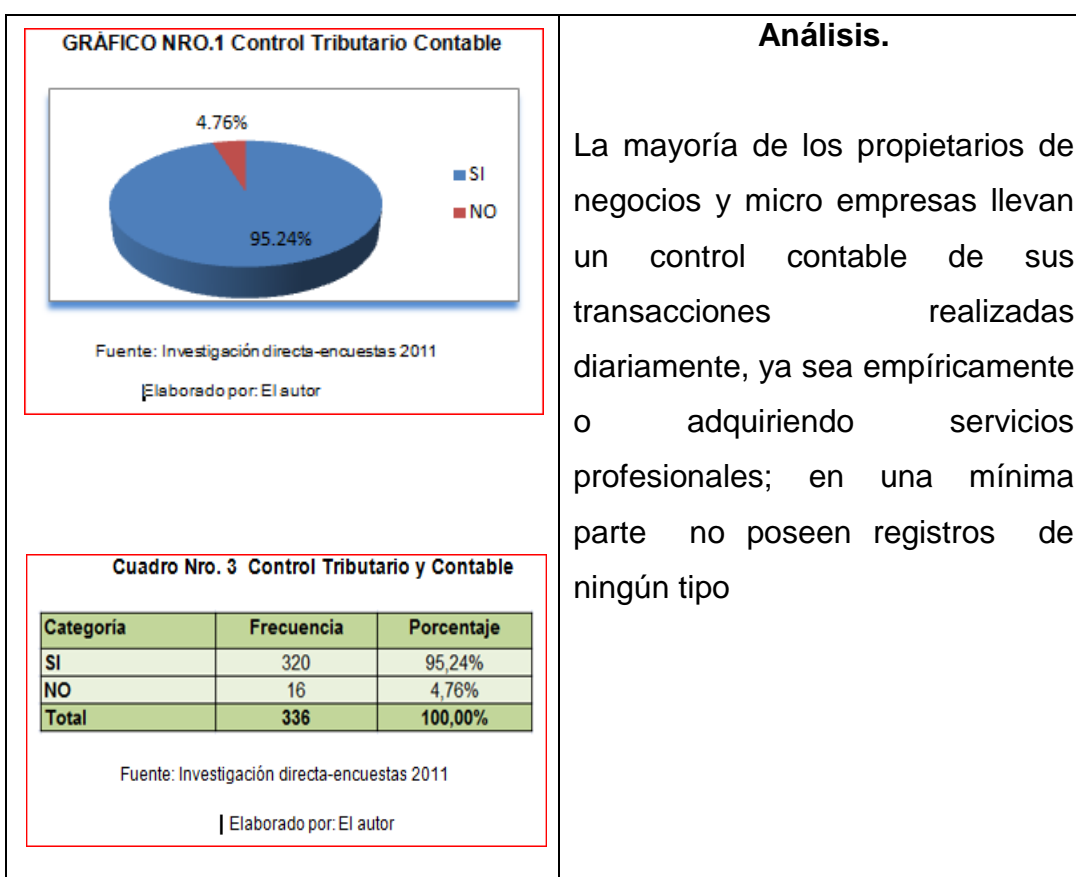 GRÁFICO NRO.1 Control Tributario Contable
4.76%
95.24%
SI
NO
Fuente: Investigación directa-encuestas 2011
Elaborado por: El autor
Cuadro Nro. 3 Control Tributario y Contable
Categoría Frecuencia Porcentaje
SI 320 95,24%
NO 16 4,76%
Total 336 100,00%
Fuente: Investigación directa-encuestas 2011
Elaborado por: El autor
Análisis.
La mayoría de los propietarios de
negocios y micro empresas llevan
un control contable de sus
transacciones realizadas
diariamente, ya sea empíricamente
o adquiriendo servicios
profesionales; en una mínima
parte no poseen registros de
ningún tipo